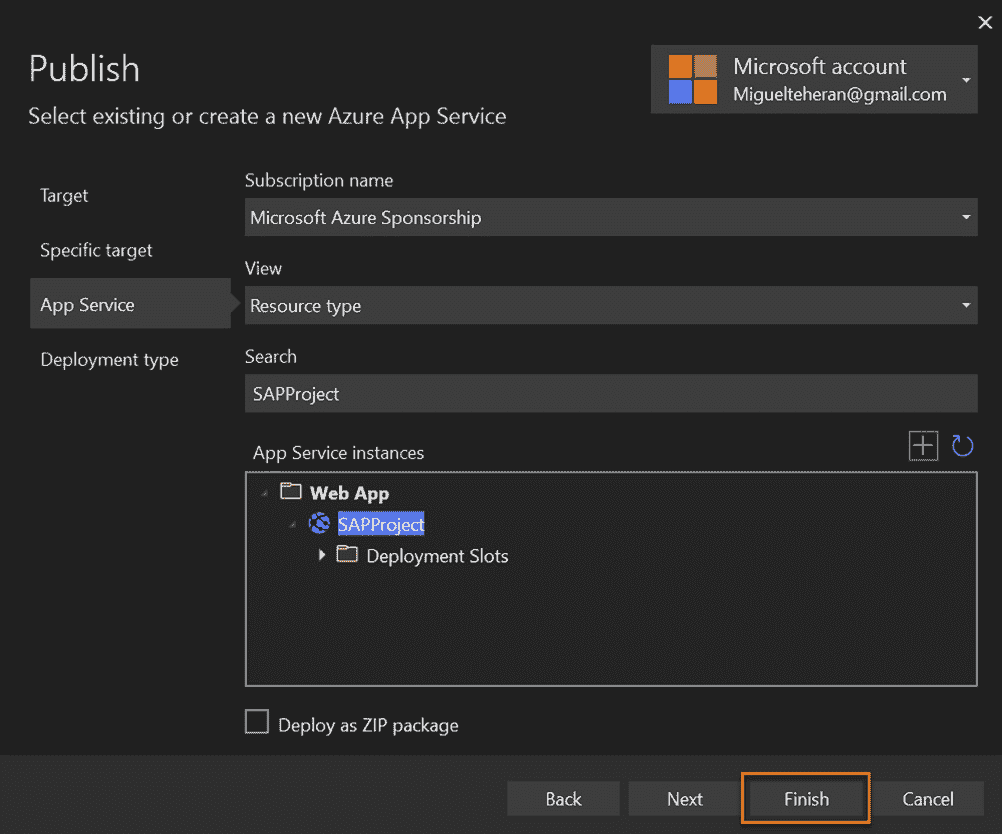 Publish
Select existing or create a new Azure App Service
Microsoft account
Miguelteheran@gmail.com
Target
Specific target
App Service
Deployment type
Subscription name
Microsoft Azure Sponsorship
View
Resource type
Search
SAPProject
App Service instances
Web App
SAPProject
Deployment Slots
Deploy as ZIP package
Back
Next
Finish
Cancel